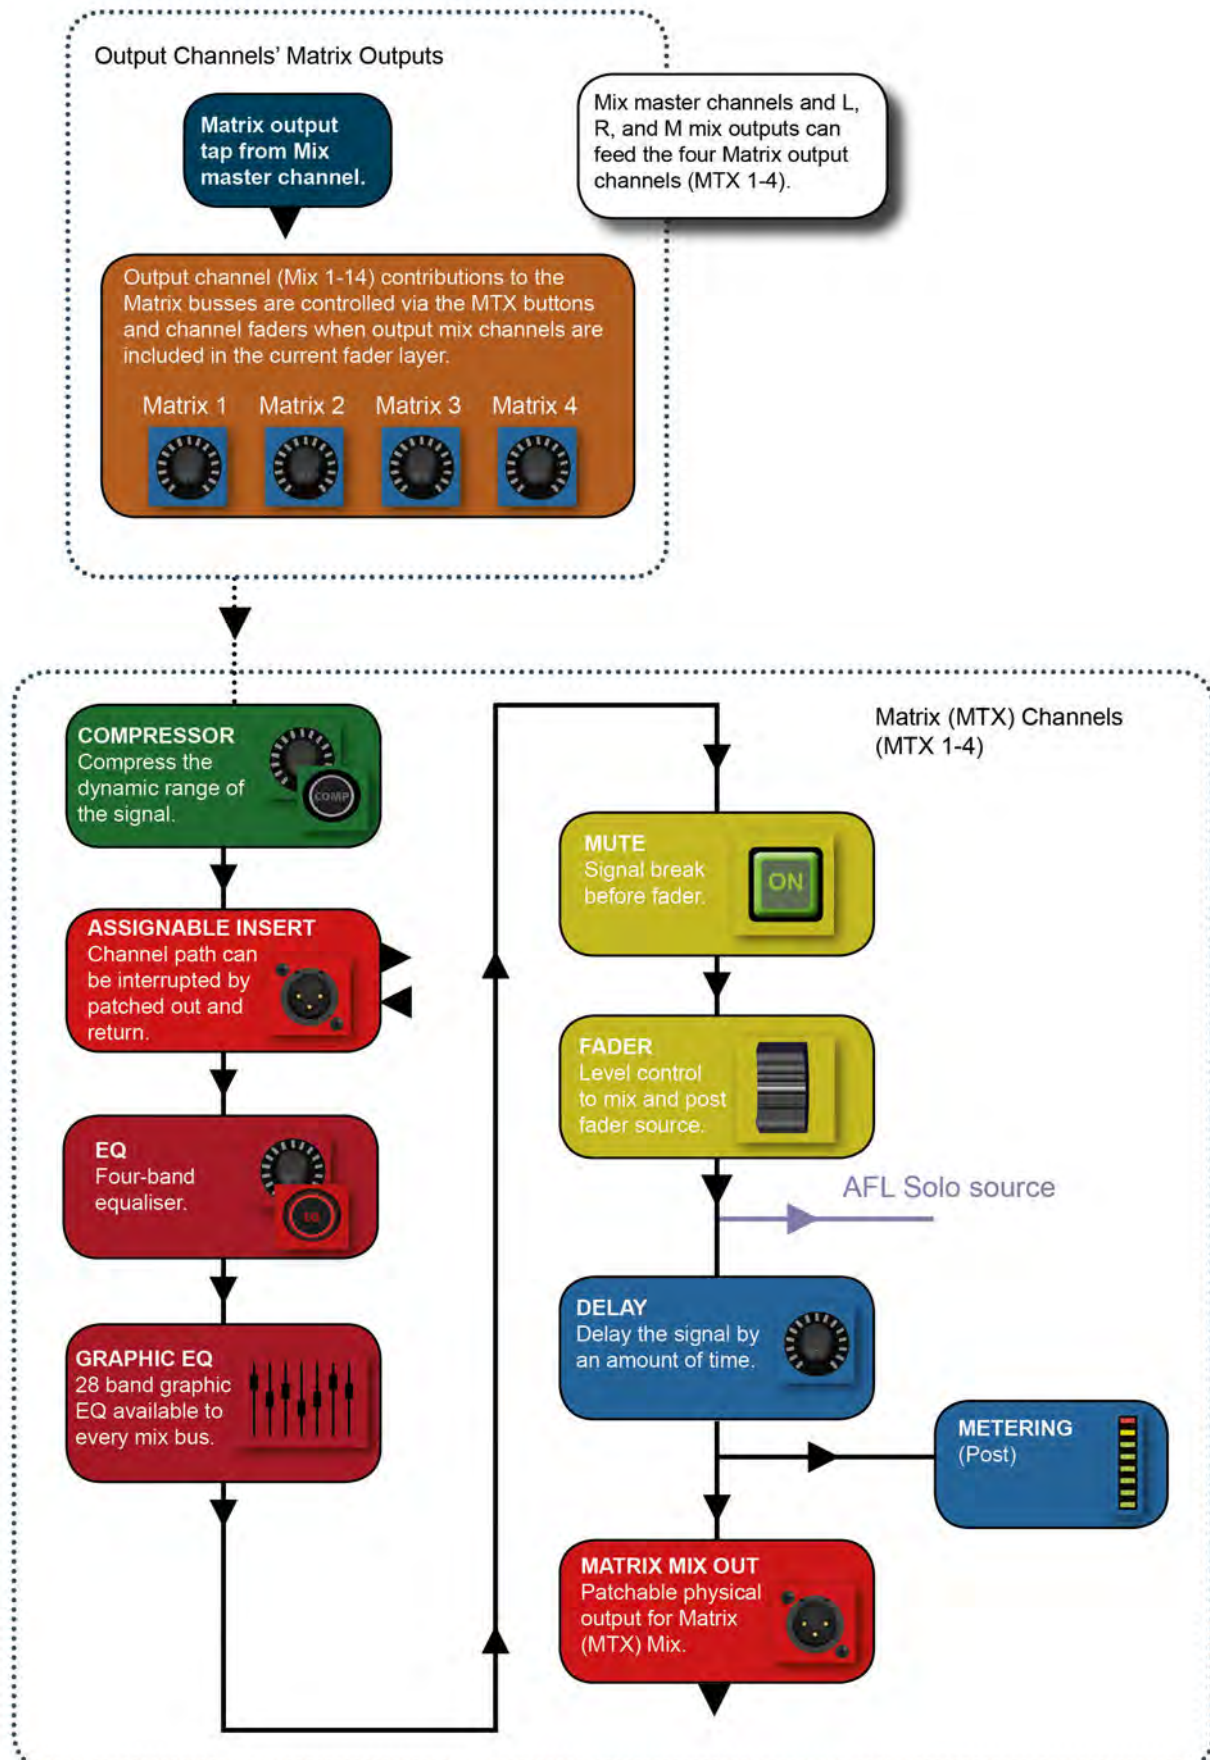 Output Channels' Matrix Outputs
Matrix output
tap from Mix
master channel.
Mix master channels and L,
R, and M mix outputs can
feed the four Matrix output
channels (MTX 1-4).
Output channel (Mix 1-14) contributions to the
Matrix busses are controlled via the MTX buttons
and channel faders when output mix channels are
included in the current fader layer.
Matrix 1 Matrix 2 Matrix 3 Matrix 4
Matrix (MTX) Channels
(MTX 1-4)
COMPRESSOR
Compress the
dynamic range of
the signal.
COMP
ASSIGNABLE INSERT
Channel path can
be interrupted by
patched out and
return.
EQ
Four-band
equaliser.
EQ
GRAPHIC EQ
28 band graphic
EQ available to
every mix bus.
MUTE
Signal break
before fader.
ON
FADER
Level control
to mix and post
fader source.
AFL Solo source
DELAY
Delay the signal by
an amount of time.
METERING
(Post)
MATRIX MIX OUT
Patchable physical
output for Matrix
(MTX) Mix.